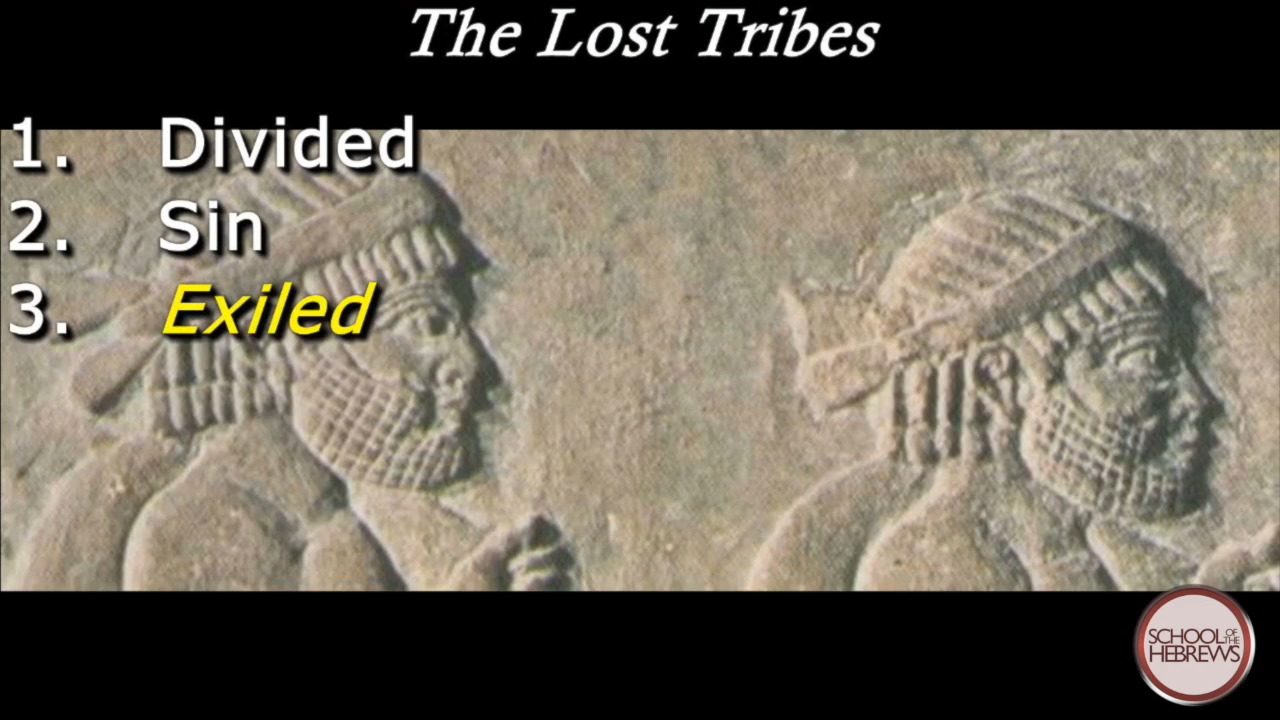 The Lost Tribes
1. Divided
2. Sin
3. Exiled
SCHOOL OF THE
HEBREWS